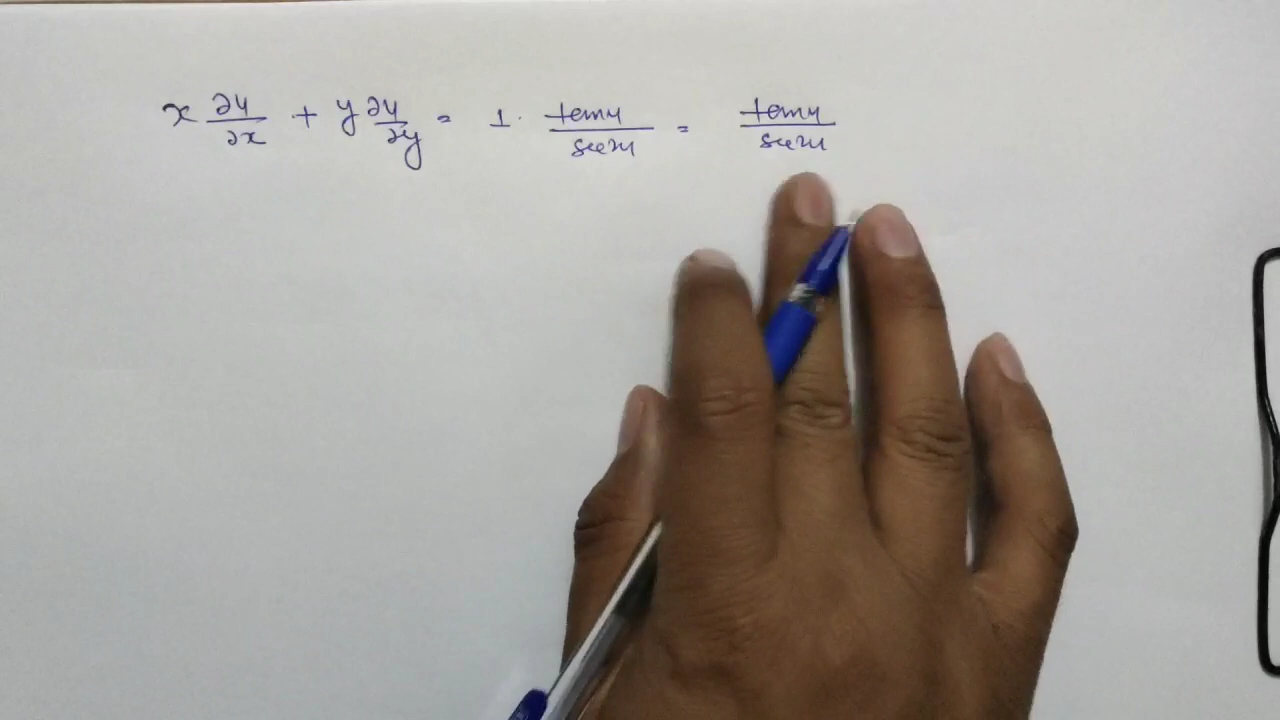 x ∂u/∂x + y ∂u/∂y = 1. tanu/secu = tanu/secu